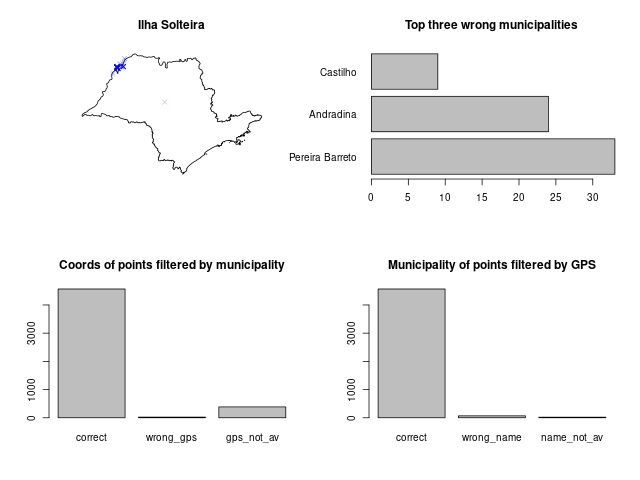 Ilha Solteira
Top three wrong municipalities
Castilho
Andradina
Pereira Barreto
0 5 10 15 20 25 30
Coords of points filtered by municipality
0 1000 3000
correct wrong_gps gps_not_av
Municipality of points filtered by GPS
0 1000 3000
correct wrong_name name_not_av